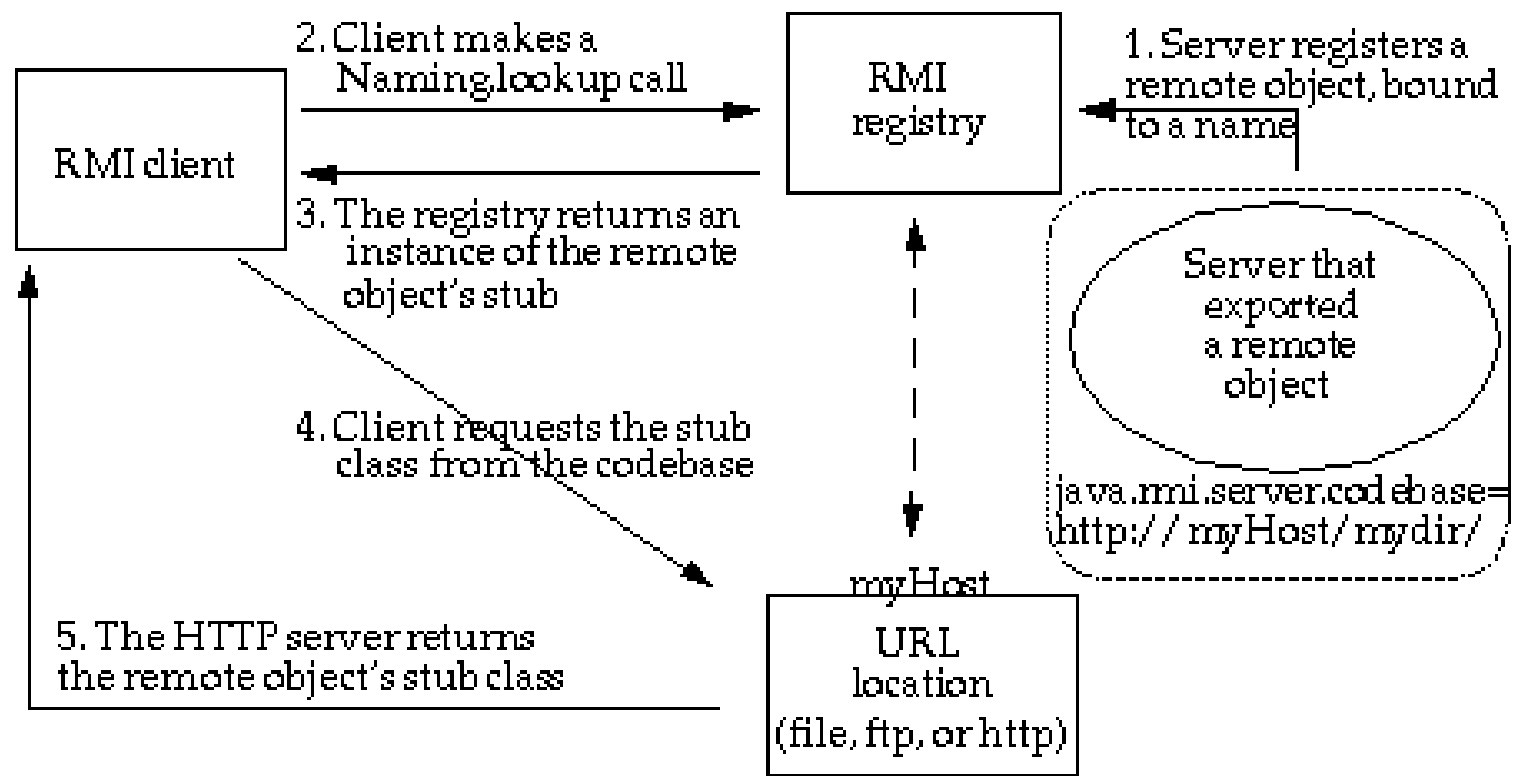 2. Client makes a
Naming.lookup call
RMI
registry
1. Server registers a
remote object, bound
to a name
RMI client
3. The registry returns an
instance of the remote
object's stub
Server that
exported
a remote
object
java.rmi.server.codebase=
http://myHost/mydir/
4. Client requests the stub
class from the codebase
myHost
URL
location
(file, ftp, or http)
5. The HTTP server returns
the remote object's stub class